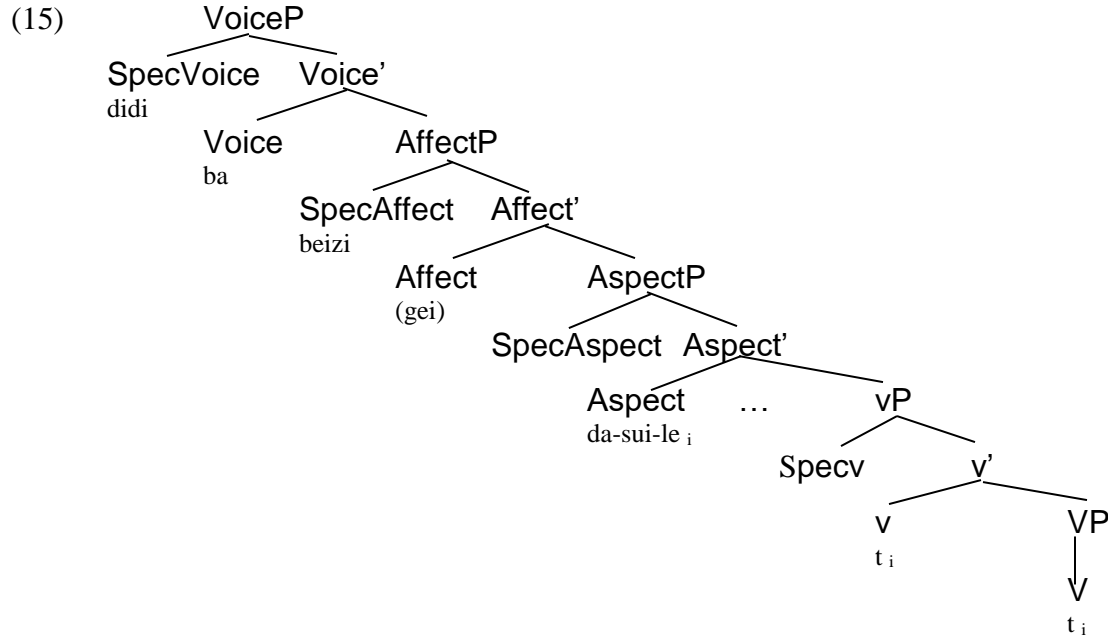 (15) VoiceP
SpecVoice Voice’
didi
Voice AffectP
ba
SpecAffect Affect’
beizi
Affect AspectP
(gei)
SpecAspect Aspect’
Aspect … vP
da-sui-le i
Specv v’
v VP
t i
V
t i